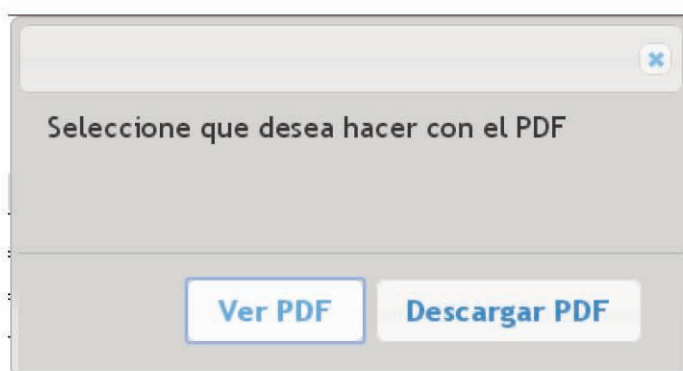 Seleccione que desea hacer con el PDF
Ver PDF
Descargar PDF